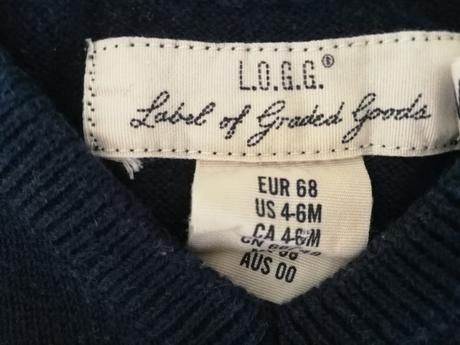 L.O.G.G.®
Label of Graded Goods
EUR 68
US 4-6M
CA 4-6M
AUS 00